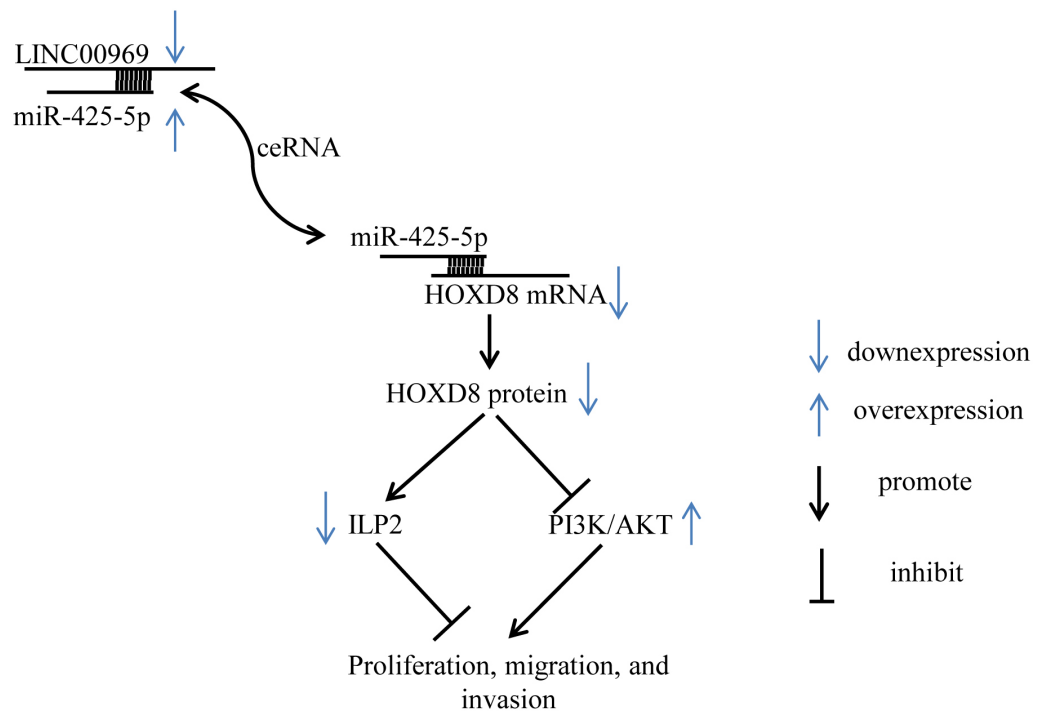 LINC00969
miR-425-5p
ceRNA
miR-425-5p
HOXD8 mRNA
HOXD8 protein
ILP2
PI3K/AKT
Proliferation, migration, and
invasion
downexpression
overexpression
promote
inhibit